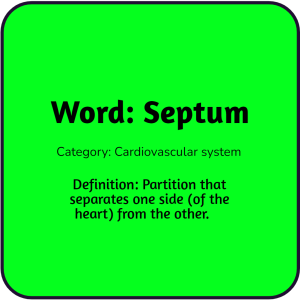 Word: Septum
Category: Cardiovascular system
Definition: Partition that
separates one side (of the
heart) from the other.